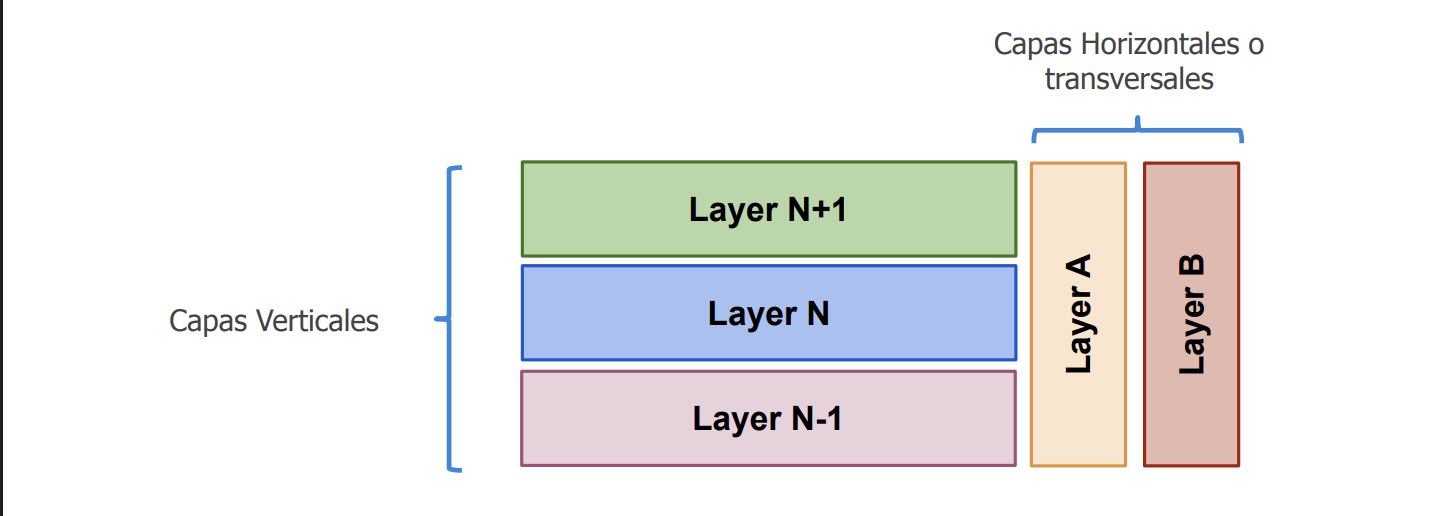 Capas Horizontales o
transversales
Layer N+1
Layer N
Layer N-1
Capas Verticales
Layer A
Layer B